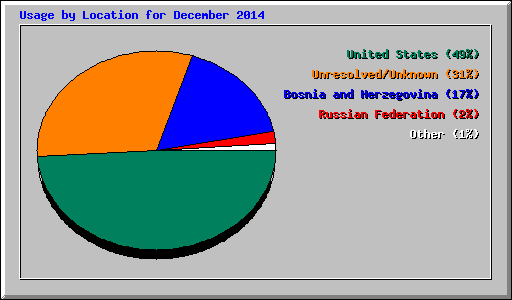 Usage by Location for December 2014
United States (49%)
Unresolved/Unknown (31%)
Bosnia and Herzegovina (17%)
Russian Federation (2%)
Other (1%)